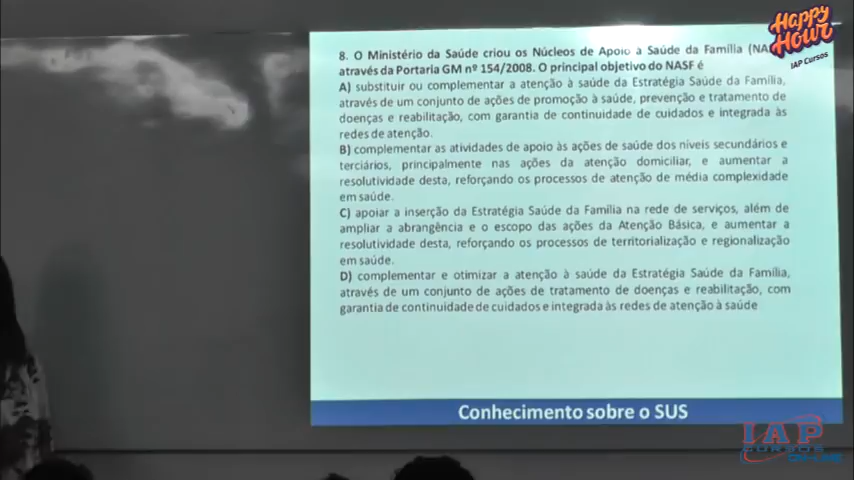 HAPPY
HOUR
IAP Cursos
8. O Ministério da Saúde criou os Núcleos de Apoio à Saúde da Família
através da Portaria GM nº 154/2008. O principal objetivo do NASF é
A) substituir ou complementar a atenção à saúde da Estratégia Saúde da Família,
através de um conjunto de ações de promoção à saúde, prevenção e tratamento de
doenças e reabilitação, com garantia de continuidade de cuidados e integrada às
redes de atenção.
B) complementar as atividades de apoio às ações de saúde dos níveis secundários e
terciários, principalmente nas ações da atenção domiciliar, e aumentar a
resolutividade desta, reforçando os processos de atenção de média complexidade
em saúde.
C) apoiar a inserção da Estratégia Saúde da Família na rede de serviços, além de
ampliar a abrangência e o escopo das ações da Atenção Básica, e aumentar a
resolutividade desta, reforçando os processos de territorialização e regionalização
em saúde.
D) complementar e otimizar a atenção à saúde da Estratégia Saúde da Família,
através de um conjunto de ações de tratamento de doenças e reabilitação, com
garantia de continuidade de cuidados e integrada às redes de atenção à saúde
Conhecimento sobre o SUS
IAP
CURSOS